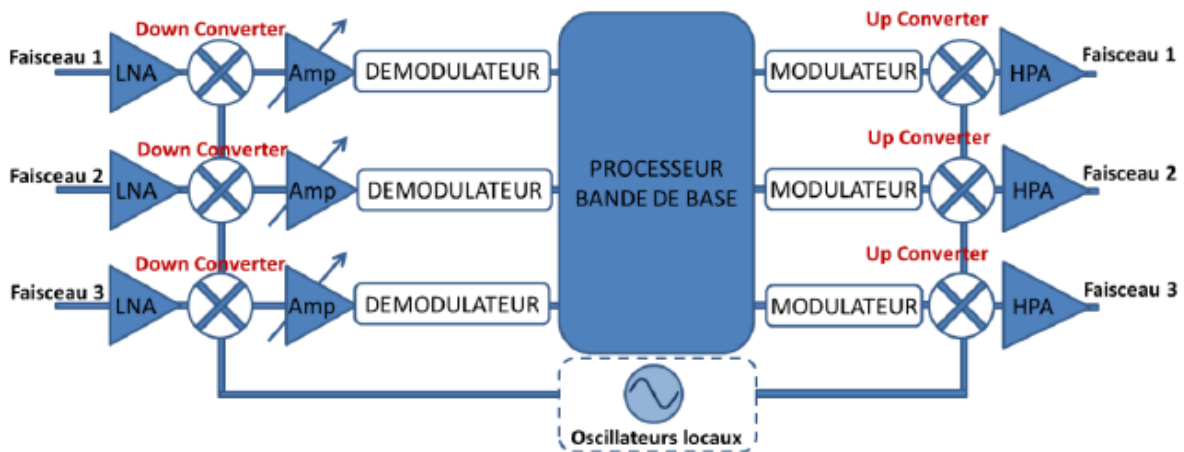 Down Converter
Up Converter
Faisceau 1
LNA
Amp
DEMODULATEUR
MODULATEUR
HPA
Faisceau 1
Down Converter
Up Converter
Faisceau 2
LNA
Amp
DEMODULATEUR
PROCESSEUR
BANDE DE BASE
MODULATEUR
HPA
Faisceau 2
Down Converter
Up Converter
Faisceau 3
LNA
Amp
DEMODULATEUR
MODULATEUR
HPA
Faisceau 3
Oscillateurs locaux